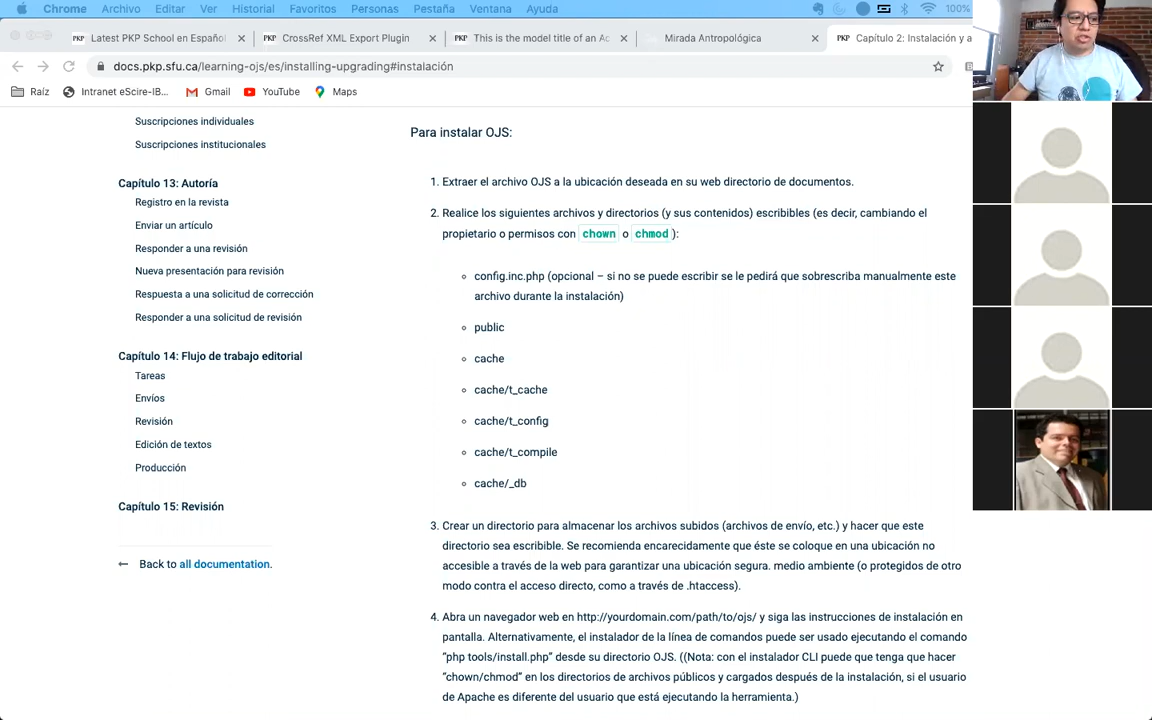 Chrome Archivo Editar Ver Historial Favoritos Personas Pestaña Ventana Ayuda 100%
PKP Latest PKP School en Español PKP CrossRef XML Export Plugin PKP This is the model title of an Ac Mirada Antropológica PKP Capítulo 2: Instalación y a
docs.pkp.sfu.ca/learning-ojs/es/installing-upgrading#instalación
Raíz Intranet eScire-IB... Gmail YouTube Maps
Suscripciones individuales
Suscripciones institucionales
Capítulo 13: Autoría
Registro en la revista
Enviar un artículo
Responder a una revisión
Nueva presentación para revisión
Respuesta a una solicitud de corrección
Responder a una solicitud de revisión
Capítulo 14: Flujo de trabajo editorial
Tareas
Envíos
Revisión
Edición de textos
Producción
Capítulo 15: Revisión
← Back to all documentation.
Para instalar OJS:
1. Extraer el archivo OJS a la ubicación deseada en su web directorio de documentos.
2. Realice los siguientes archivos y directorios (y sus contenidos) escribibles (es decir, cambiando el
propietario o permisos con chown o chmod):
config.inc.php (opcional – si no se puede escribir se le pedirá que sobrescriba manualmente este
archivo durante la instalación)
public
cache
cache/t_cache
cache/t_config
cache/t_compile
cache/_db
3. Crear un directorio para almacenar los archivos subidos (archivos de envío, etc.) y hacer que este
directorio sea escribible. Se recomienda encarecidamente que éste se coloque en una ubicación no
accesible a través de la web para garantizar una ubicación segura. medio ambiente (o protegidos de otro
modo contra el acceso directo, como a través de .htaccess).
4. Abra un navegador web en http://yourdomain.com/path/to/ojs/ y siga las instrucciones de instalación en
pantalla. Alternativamente, el instalador de la línea de comandos puede ser usado ejecutando el comando
“php tools/install.php” desde su directorio OJS. ((Nota: con el instalador CLI puede que tenga que hacer
“chown/chmod” en los directorios de archivos públicos y cargados después de la instalación, si el usuario
de Apache es diferente del usuario que está ejecutando la herramienta.)